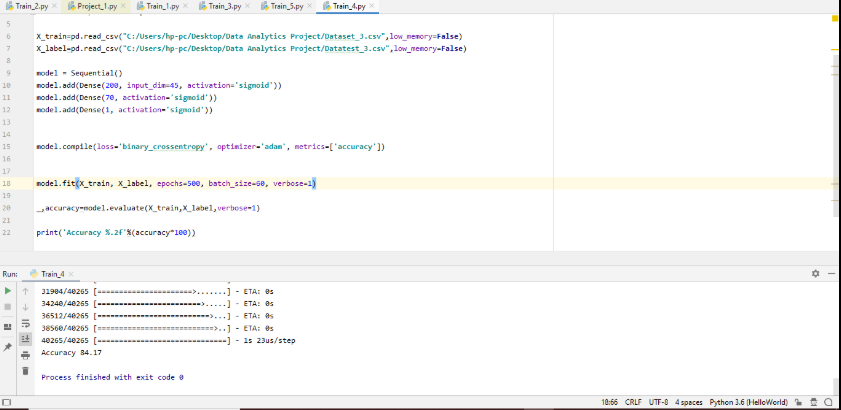 Train_2.py × Project_1.py × Train_1.py × Train_3.py × Train_5.py × Train_4.py ×
5
6 X_train=pd.read_csv("C:/Users/hp-pc/Desktop/Data Analytics Project/Dataset_3.csv",low_memory=False)
7 X_label=pd.read_csv("C:/Users/hp-pc/Desktop/Data Analytics Project/Datatest_3.csv",low_memory=False)
8
9 model = Sequential()
10 model.add(Dense(200, input_dim=45, activation='sigmoid'))
11 model.add(Dense(70, activation='sigmoid'))
12 model.add(Dense(1, activation='sigmoid'))
13
14
15 model.compile(loss='binary_crossentropy', optimizer='adam', metrics=['accuracy'])
16
17
18 model.fit(X_train, X_label, epochs=500, batch_size=60, verbose=1)
19
20 _,accuracy=model.evaluate(X_train,X_label,verbose=1)
21
22 print('Accuracy %.2f'%(accuracy*100))
Run: Train_4 ×
31904/40265 [======================>.......] - ETA: 0s
34240/40265 [========================>.....] - ETA: 0s
36512/40265 [==========================>...] - ETA: 0s
38560/40265 [===========================>..] - ETA: 0s
40265/40265 [==============================] - 1s 23us/step
Accuracy 84.17
Process finished with exit code 0
18:66 CRLF UTF-8 4 spaces Python 3.6 (HelloWorld)